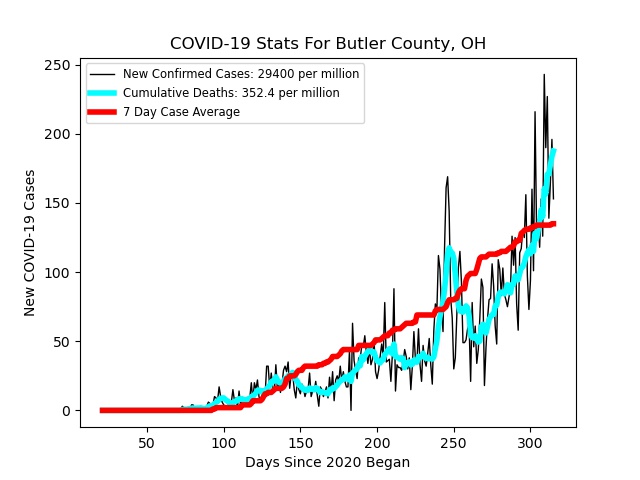 COVID-19 Stats For Butler County, OH
New Confirmed Cases: 29400 per million
Cumulative Deaths: 352.4 per million
7 Day Case Average
New COVID-19 Cases
250
200
150
100
50
0
50 100 150 200 250 300
Days Since 2020 Began